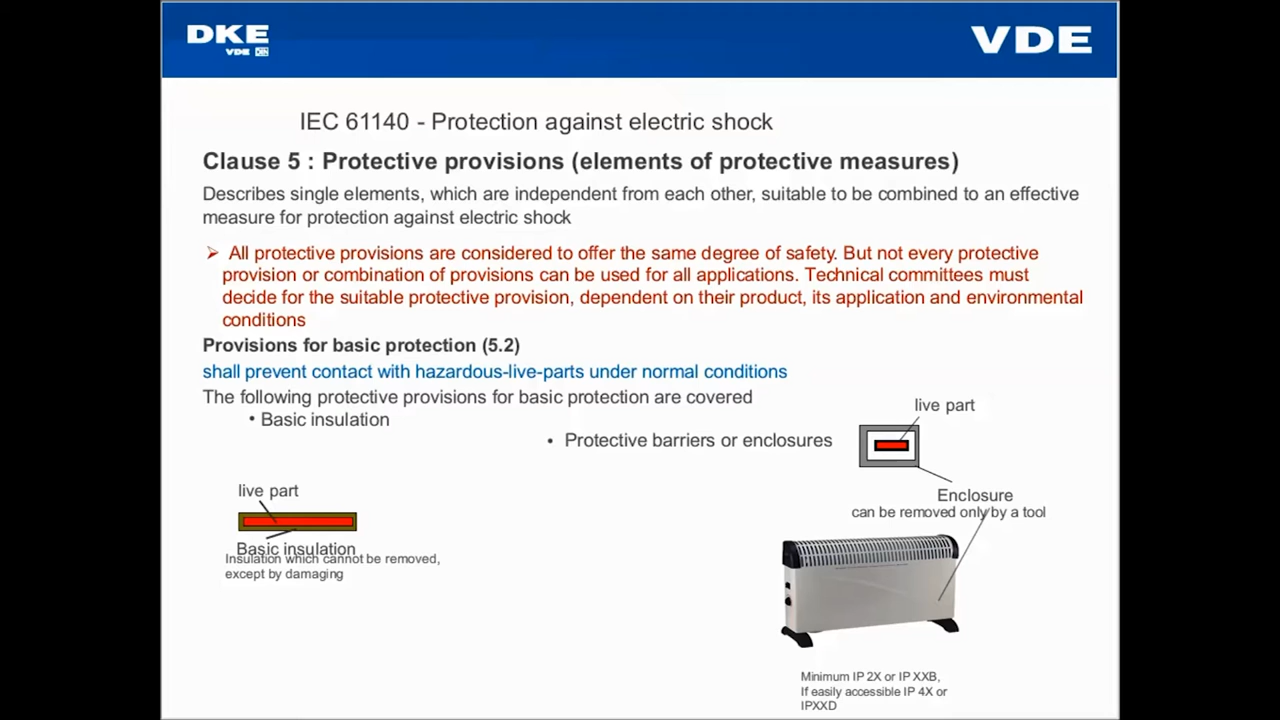 DKE
VDE DIN
VDE
IEC 61140 - Protection against electric shock
Clause 5 : Protective provisions (elements of protective measures)
Describes single elements, which are independent from each other, suitable to be combined to an effective
measure for protection against electric shock
All protective provisions are considered to offer the same degree of safety. But not every protective
provision or combination of provisions can be used for all applications. Technical committees must
decide for the suitable protective provision, dependent on their product, its application and environmental
conditions
Provisions for basic protection (5.2)
shall prevent contact with hazardous-live-parts under normal conditions
The following protective provisions for basic protection are covered
• Basic insulation
• Protective barriers or enclosures
live part
Enclosure
can be removed only by a tool
live part
Basic insulation
Insulation which cannot be removed,
except by damaging
Minimum IP 2X or IP XXB,
If easily accessible IP 4X or
IPXXD